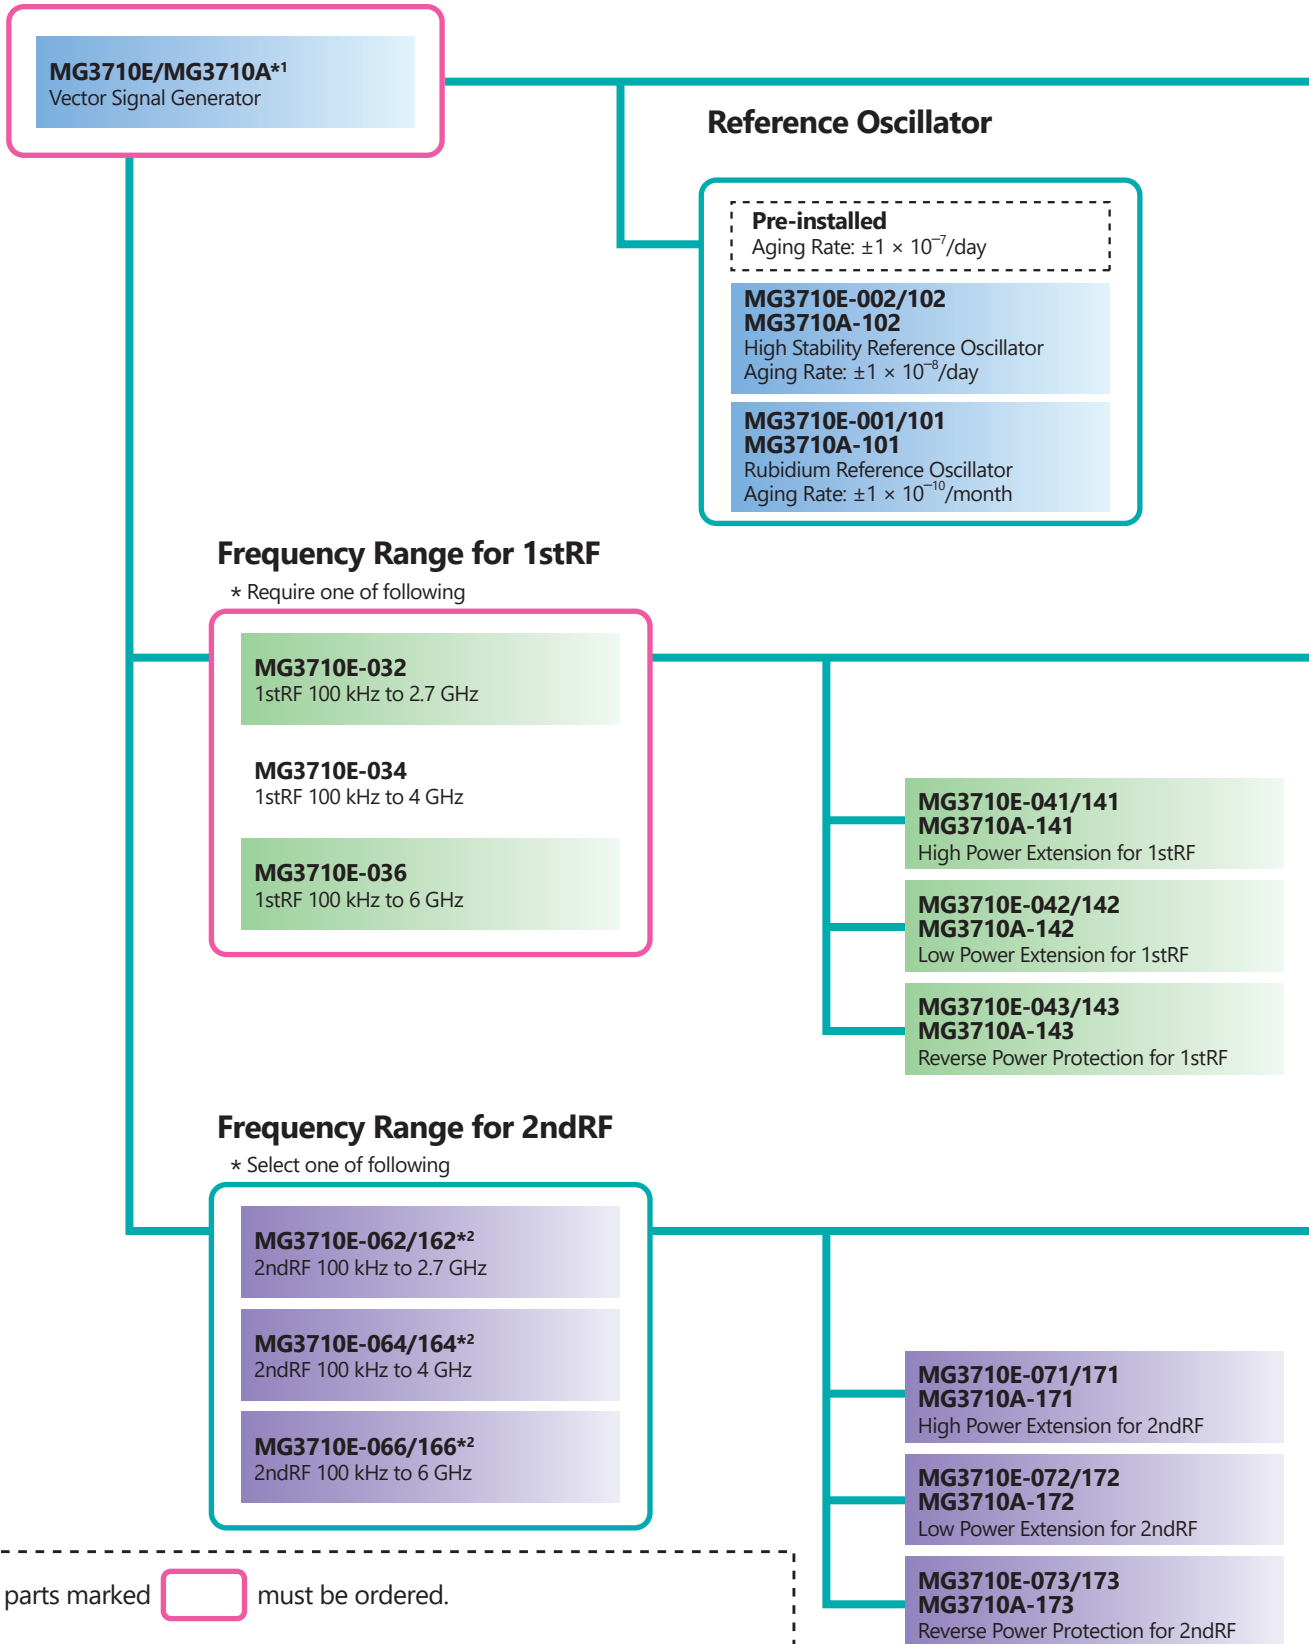 MG3710E/MG3710A*1
Vector Signal Generator
Reference Oscillator
Pre-installed
Aging Rate: ±1 × 10⁻⁷/day
MG3710E-002/102
MG3710A-102
High Stability Reference Oscillator
Aging Rate: ±1 × 10⁻⁸/day
MG3710E-001/101
MG3710A-101
Rubidium Reference Oscillator
Aging Rate: ±1 × 10⁻¹⁰/month
Frequency Range for 1stRF
* Require one of following
MG3710E-032
1stRF 100 kHz to 2.7 GHz
MG3710E-034
1stRF 100 kHz to 4 GHz
MG3710E-036
1stRF 100 kHz to 6 GHz
MG3710E-041/141
MG3710A-141
High Power Extension for 1stRF
MG3710E-042/142
MG3710A-142
Low Power Extension for 1stRF
MG3710E-043/143
MG3710A-143
Reverse Power Protection for 1stRF
Frequency Range for 2ndRF
* Select one of following
MG3710E-062/162*2
2ndRF 100 kHz to 2.7 GHz
MG3710E-064/164*2
2ndRF 100 kHz to 4 GHz
MG3710E-066/166*2
2ndRF 100 kHz to 6 GHz
MG3710E-071/171
MG3710A-171
High Power Extension for 2ndRF
MG3710E-072/172
MG3710A-172
Low Power Extension for 2ndRF
MG3710E-073/173
MG3710A-173
Reverse Power Protection for 2ndRF
parts marked must be ordered.